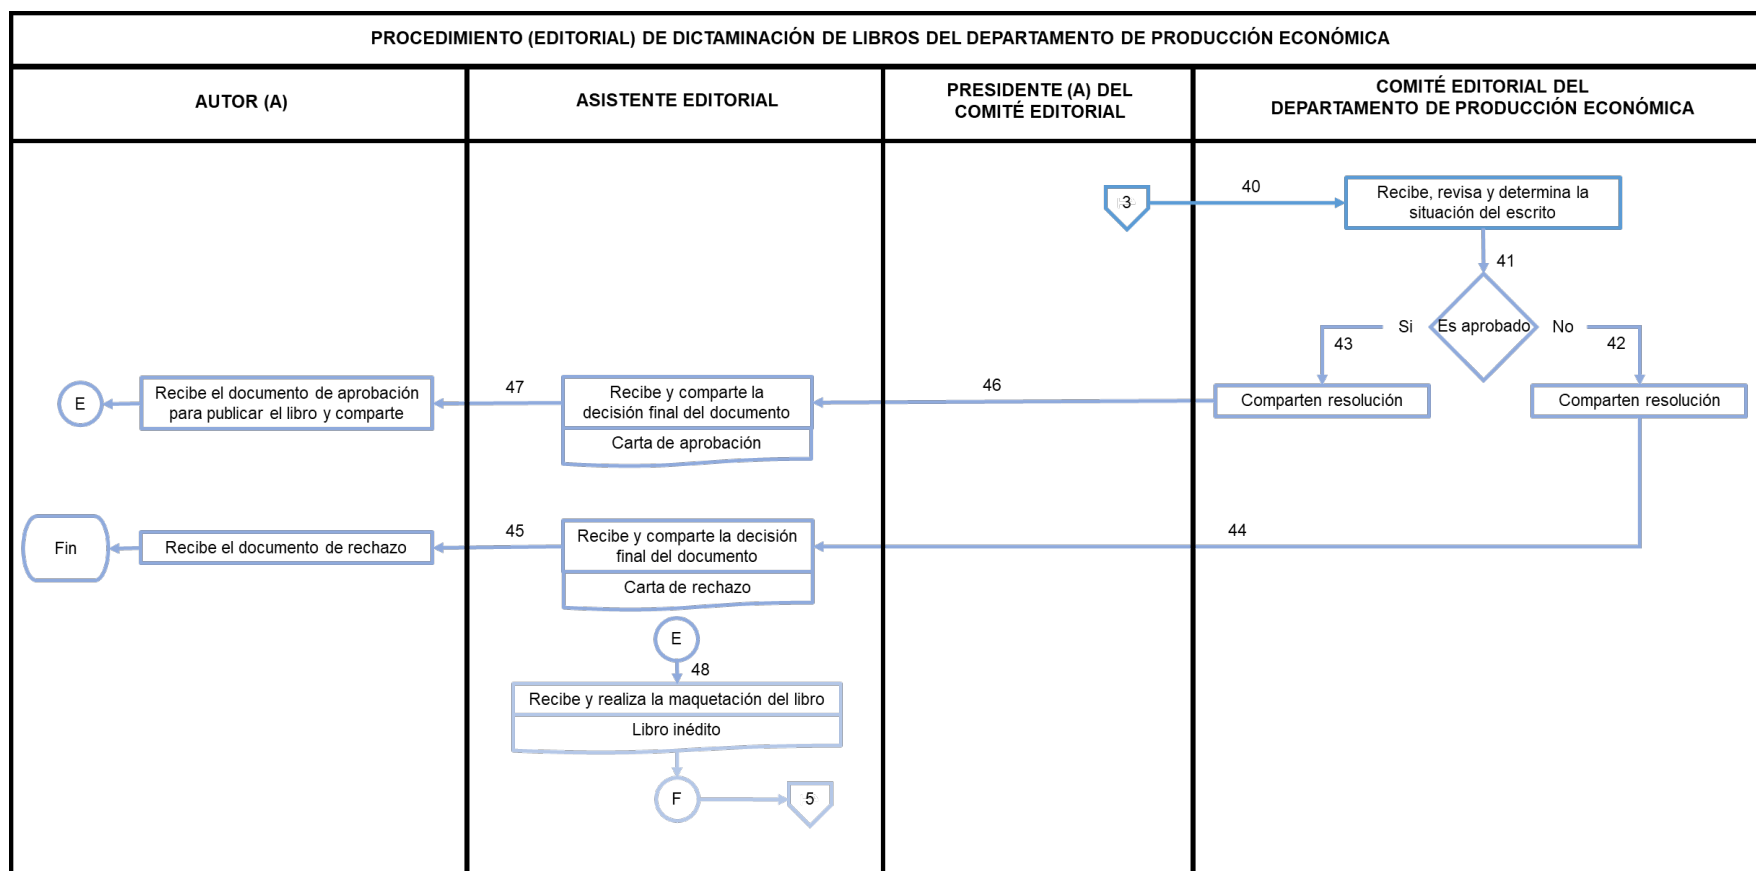 PROCEDIMIENTO (EDITORIAL) DE DICTAMINACIÓN DE LIBROS DEL DEPARTAMENTO DE PRODUCCIÓN ECONÓMICA
AUTOR (A)
ASISTENTE EDITORIAL
PRESIDENTE (A) DEL
COMITÉ EDITORIAL
COMITÉ EDITORIAL DEL
DEPARTAMENTO DE PRODUCCIÓN ECONÓMICA
3
40
Recibe, revisa y determina la
situación del escrito
41
Es aprobado
Si
No
43
42
Comparten resolución
Comparten resolución
46
Recibe y comparte la
decisión final del documento
Carta de aprobación
47
Recibe el documento de aprobación
para publicar el libro y comparte
E
44
Recibe y comparte la decisión
final del documento
Carta de rechazo
45
Recibe el documento de rechazo
Fin
E
48
Recibe y realiza la maquetación del libro
Libro inédito
F
5